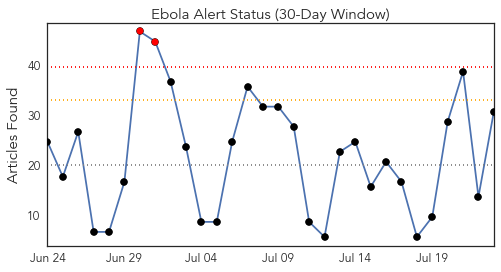 Ebola Alert Status (30-Day Window)
Articles Found
40
30
20
10
Jun 24
Jun 29
Jul 04
Jul 09
Jul 14
Jul 19